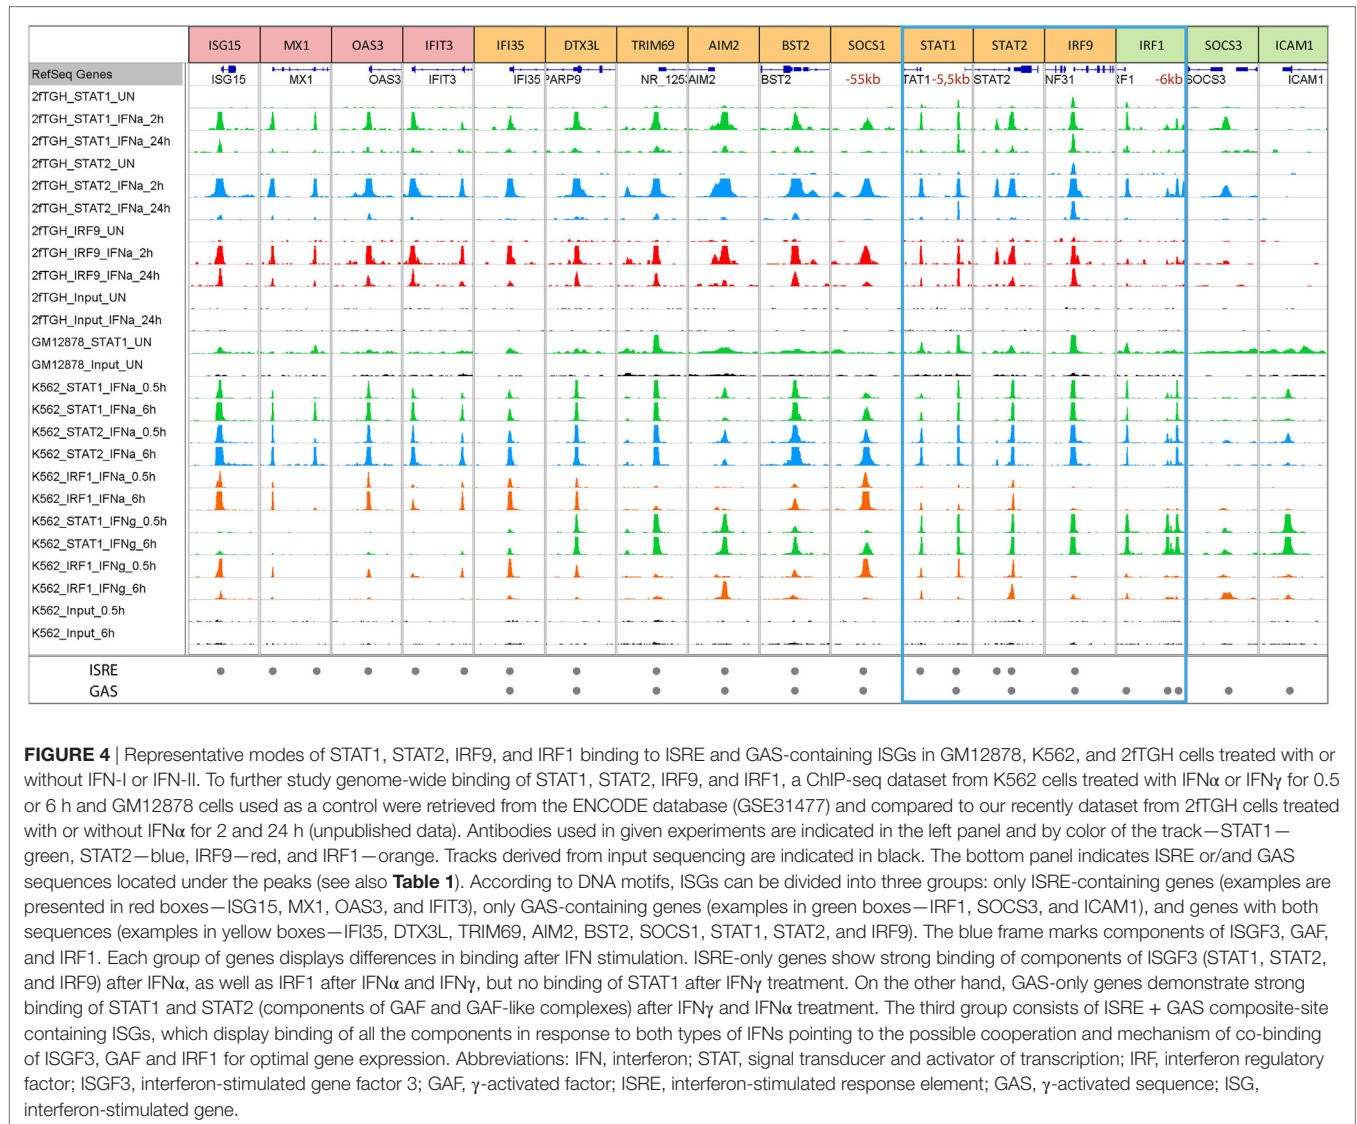 ISG15 MX1 OAS3 IFIT3 IFI35 DTX3L TRIM69 AIM2 BST2 SOCS1 STAT1 STAT2 IRF9 IRF1 SOCS3 ICAM1
RefSeq Genes
ISG15 MX1 OAS3 IFIT3 IFI35 PARP9 NR_125 AIM2 BST2 -55kb TAT1 -5,5kb STAT2 NF31 RF1 -6kb SOCS3 ICAM1
2fTGH_STAT1_UN
2fTGH_STAT1_IFNa_2h
2fTGH_STAT1_IFNa_24h
2fTGH_STAT2_UN
2fTGH_STAT2_IFNa_2h
2fTGH_STAT2_IFNa_24h
2fTGH_IRF9_UN
2fTGH_IRF9_IFNa_2h
2fTGH_IRF9_IFNa_24h
2fTGH_Input_UN
2fTGH_Input_IFNa_24h
GM12878_STAT1_UN
GM12878_Input_UN
K562_STAT1_IFNa_0.5h
K562_STAT1_IFNa_6h
K562_STAT2_IFNa_0.5h
K562_STAT2_IFNa_6h
K562_IRF1_IFNa_0.5h
K562_IRF1_IFNa_6h
K562_STAT1_IFNg_0.5h
K562_STAT1_IFNg_6h
K562_IRF1_IFNg_0.5h
K562_IRF1_IFNg_6h
K562_Input_0.5h
K562_Input_6h
ISRE
GAS
FIGURE 4 | Representative modes of STAT1, STAT2, IRF9, and IRF1 binding to ISRE and GAS-containing ISGs in GM12878, K562, and 2fTGH cells treated with or
without IFN-I or IFN-II. To further study genome-wide binding of STAT1, STAT2, IRF9, and IRF1, a ChIP-seq dataset from K562 cells treated with IFNα or IFNγ for 0.5
or 6 h and GM12878 cells used as a control were retrieved from the ENCODE database (GSE31477) and compared to our recently dataset from 2fTGH cells treated
with or without IFNα for 2 and 24 h (unpublished data). Antibodies used in given experiments are indicated in the left panel and by color of the track—STAT1—
green, STAT2—blue, IRF9—red, and IRF1—orange. Tracks derived from input sequencing are indicated in black. The bottom panel indicates ISRE or/and GAS
sequences located under the peaks (see also Table 1). According to DNA motifs, ISGs can be divided into three groups: only ISRE-containing genes (examples are
presented in red boxes—ISG15, MX1, OAS3, and IFIT3), only GAS-containing genes (examples in green boxes—IRF1, SOCS3, and ICAM1), and genes with both
sequences (examples in yellow boxes—IFI35, DTX3L, TRIM69, AIM2, BST2, SOCS1, STAT1, STAT2, and IRF9). The blue frame marks components of ISGF3, GAF,
and IRF1. Each group of genes displays differences in binding after IFN stimulation. ISRE-only genes show strong binding of components of ISGF3 (STAT1, STAT2,
and IRF9) after IFNα, as well as IRF1 after IFNα and IFNγ, but no binding of STAT1 after IFNγ treatment. On the other hand, GAS-only genes demonstrate strong
binding of STAT1 and STAT2 (components of GAF and GAF-like complexes) after IFNγ and IFNα treatment. The third group consists of ISRE + GAS composite-site
containing ISGs, which display binding of all the components in response to both types of IFNs pointing to the possible cooperation and mechanism of co-binding
of ISGF3, GAF and IRF1 for optimal gene expression. Abbreviations: IFN, interferon; STAT, signal transducer and activator of transcription; IRF, interferon regulatory
factor; ISGF3, interferon-stimulated gene factor 3; GAF, γ-activated factor; ISRE, interferon-stimulated response element; GAS, γ-activated sequence; ISG,
interferon-stimulated gene.